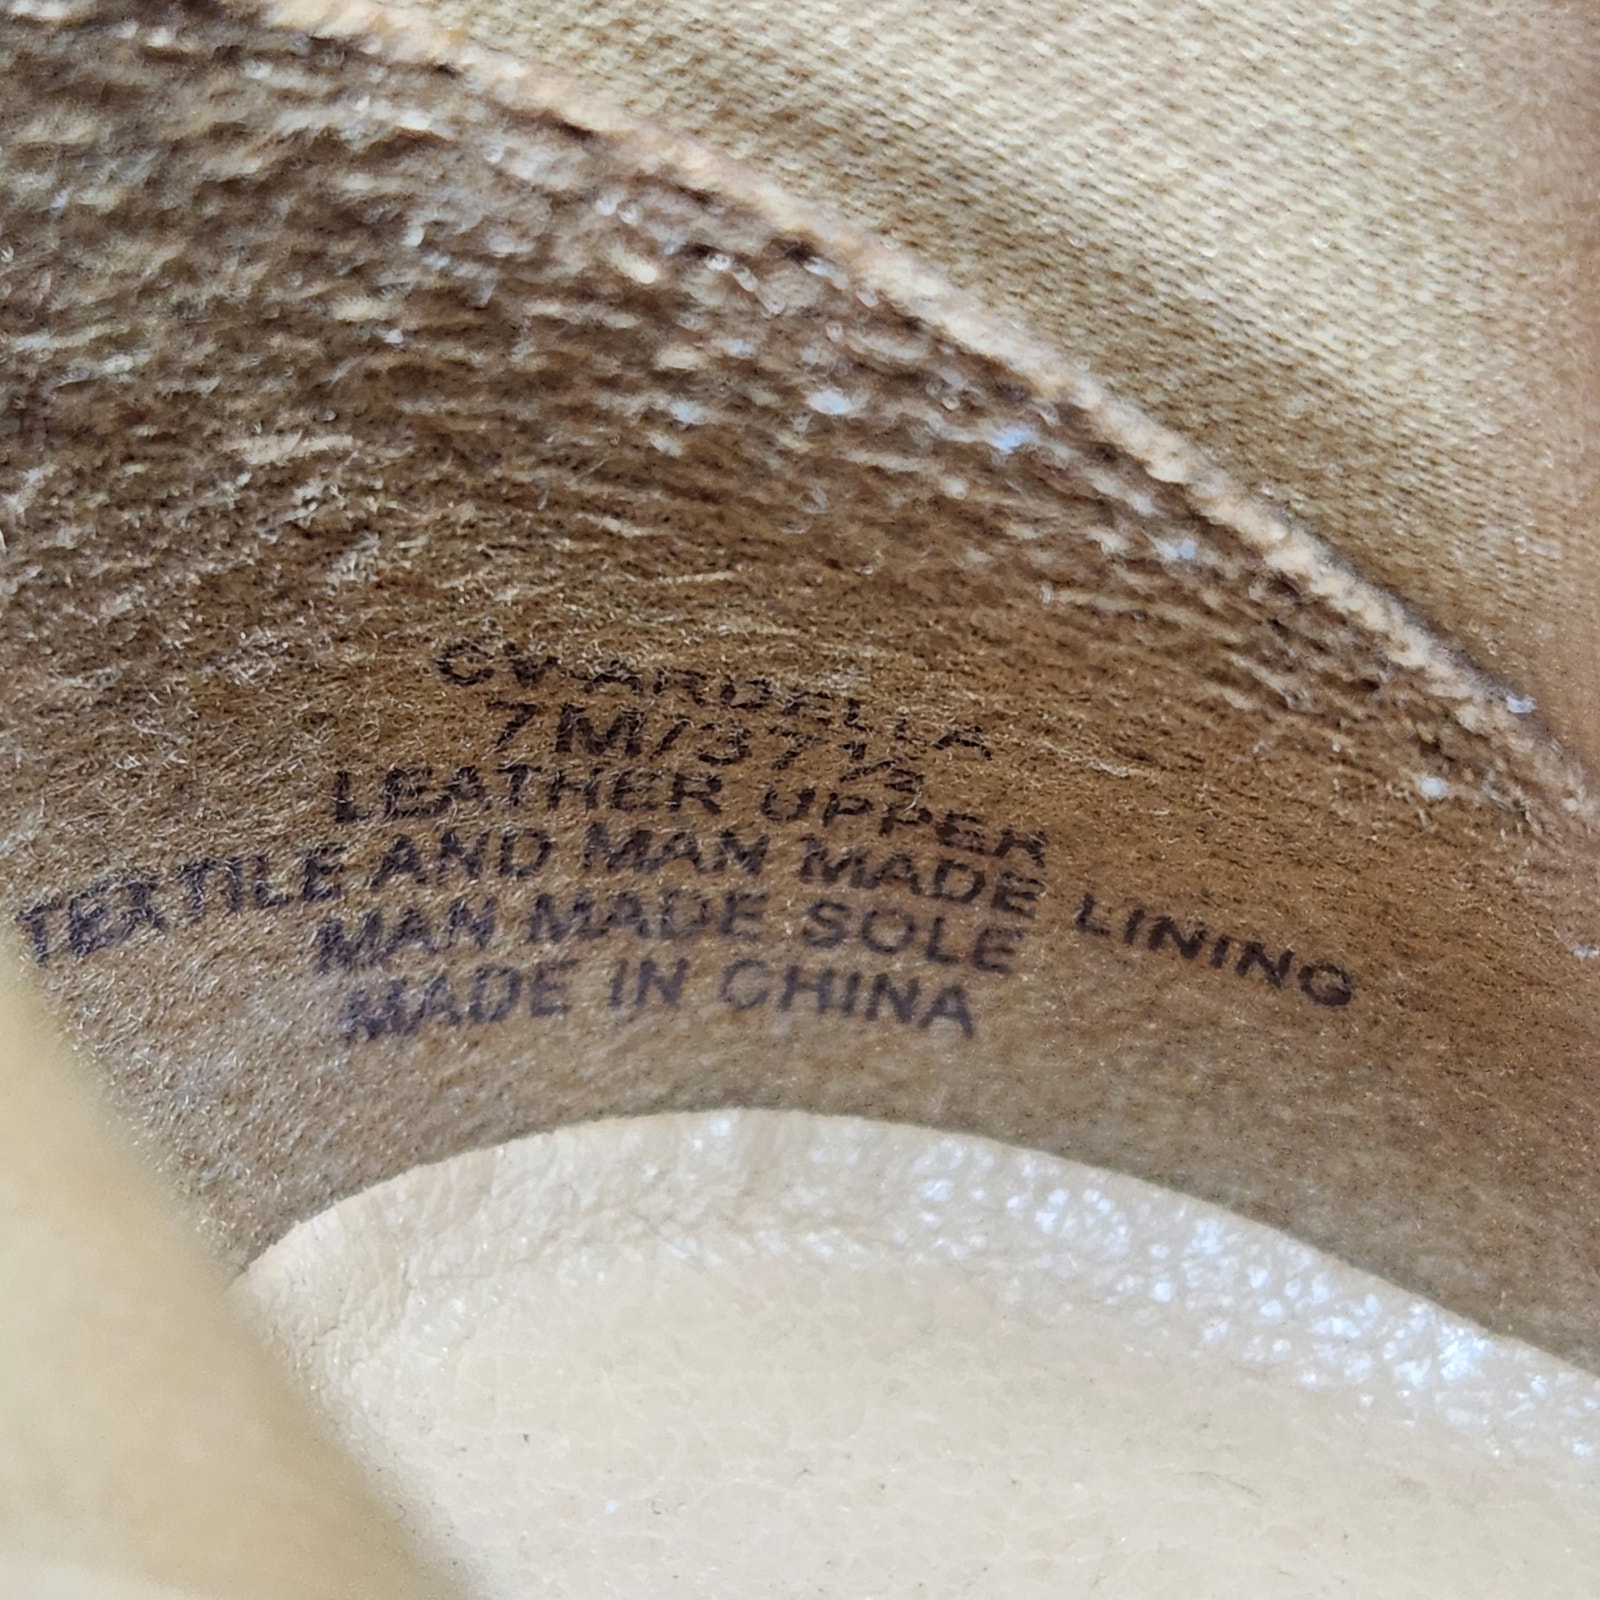 CV-ARDELLA
7M/37½
LEATHER UPPER
TEXTILE AND MAN MADE LINING
MAN MADE SOLE
MADE IN CHINA